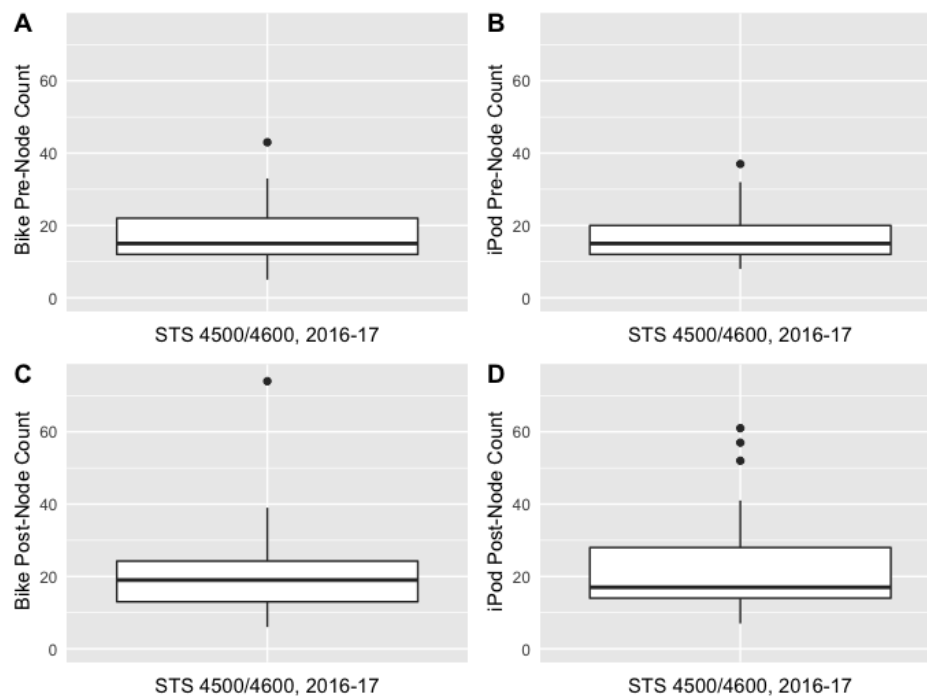 A
Bike Pre-Node Count
60
40
20
0
STS 4500/4600, 2016-17
B
iPod Pre-Node Count
60
40
20
0
STS 4500/4600, 2016-17
C
Bike Post-Node Count
60
40
20
0
STS 4500/4600, 2016-17
D
iPod Post-Node Count
60
40
20
0
STS 4500/4600, 2016-17